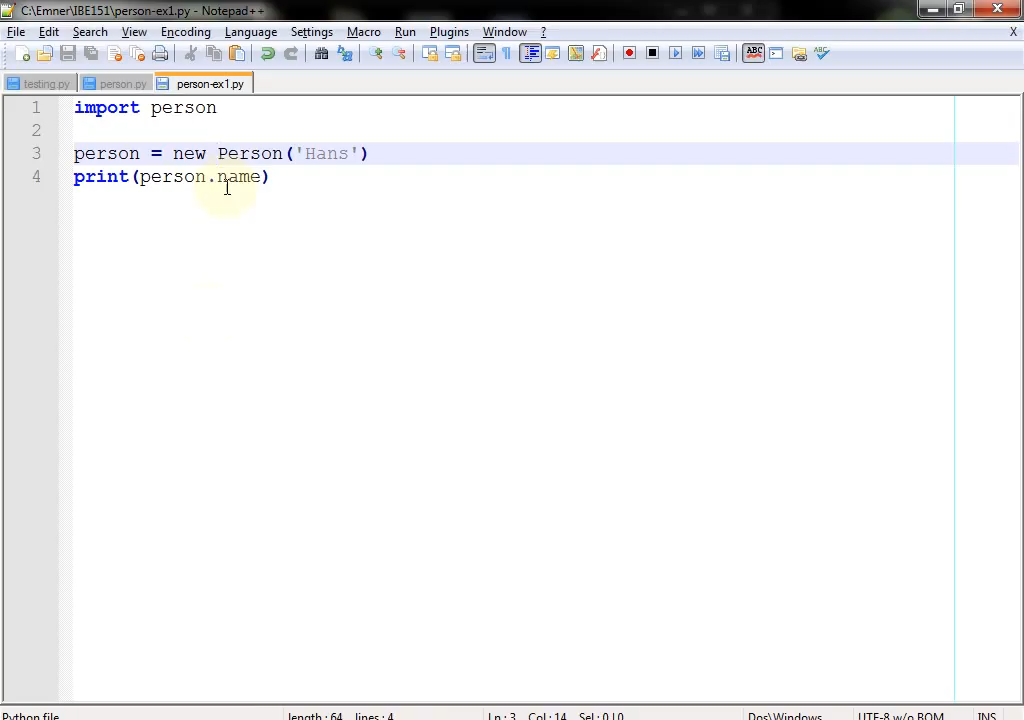 C:\Emner\IBE151\person-ex1.py - Notepad++
File Edit Search View Encoding Language Settings Macro Run Plugins Window ? X
testing.py person.py person-ex1.py
1 import person
2
3 person = new Person('Hans')
4 print(person.name)
Python file length : 64 lines : 4 Ln : 3 Col : 14 Sel : 0 | 0 Dos\Windows UTF-8 w/o BOM INS